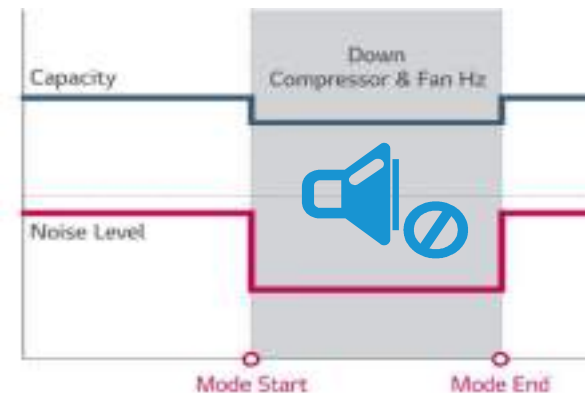 Down
Capacity
Compressor & Fan Hz
Noise Level
Mode Start
Mode End